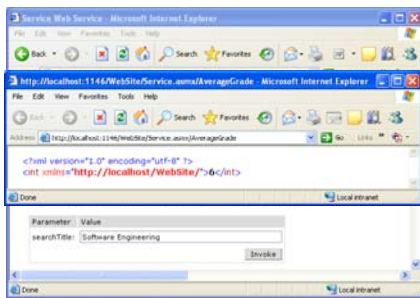 Service Web Service - Microsoft Internet Explorer
File Edit View Favorites Tools Help
Back Search Favorites
http://localhost:1146/WebSite/Service.asmx/AverageGrade - Microsoft Internet Explorer
File Edit View Favorites Tools Help
Back Search Favorites
Address http://localhost:1146/WebSite/Service.asmx/AverageGrade Go Links »
<?xml version="1.0" encoding="utf-8" ?>
<int xmlns="http://localhost/WebSite/">6</int>
Done Local intranet
Parameter Value
searchTitle: Software Engineering
Invoke
Done Local intranet